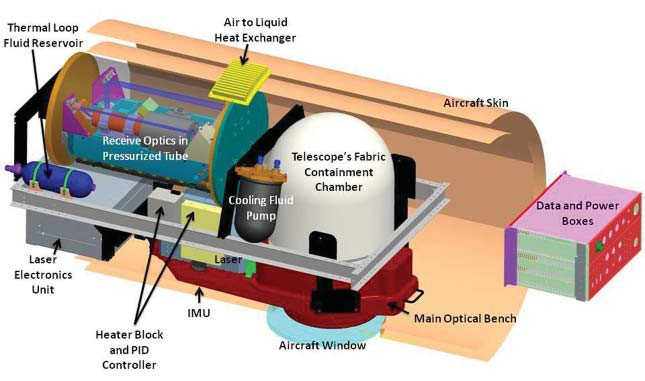 Thermal Loop
Fluid Reservoir
Air to Liquid
Heat Exchanger
Aircraft Skin
Receive Optics in
Pressurized Tube
Telescope's Fabric
Containment
Chamber
Cooling Fluid
Pump
Data and Power
Boxes
Laser
Electronics
Unit
Laser
IMU
Main Optical Bench
Heater Block
and PID
Controller
Aircraft Window